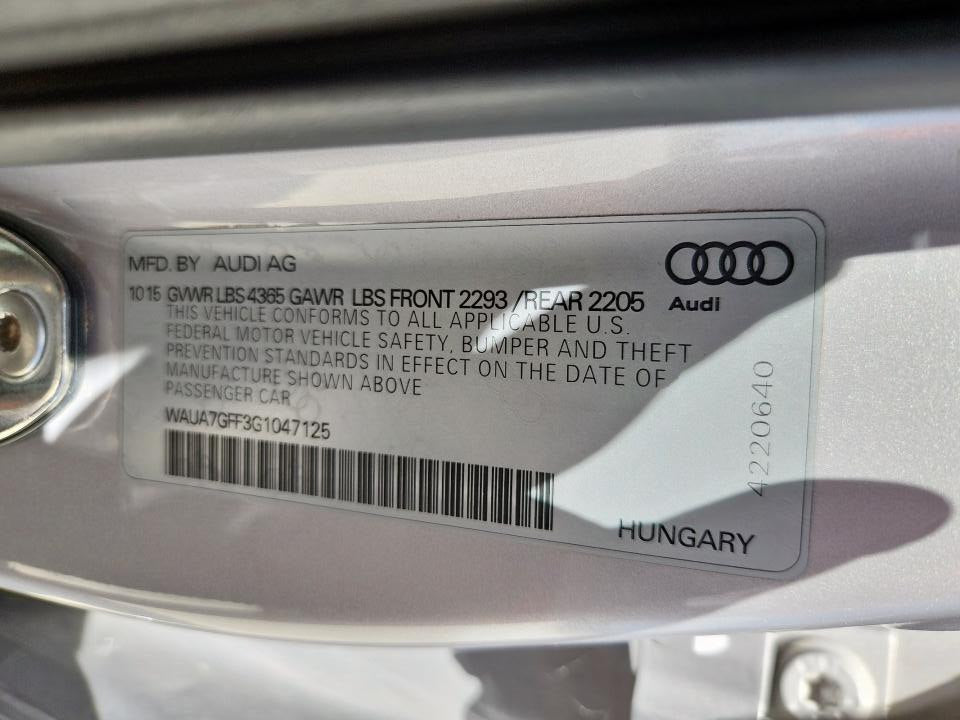 MFD. BY AUDI AG
Audi
10 15 GVWR LBS 4365 GAWR LBS FRONT 2293 /REAR 2205
THIS VEHICLE CONFORMS TO ALL APPLICABLE U.S.
FEDERAL MOTOR VEHICLE SAFETY, BUMPER AND THEFT
PREVENTION STANDARDS IN EFFECT ON THE DATE OF
MANUFACTURE SHOWN ABOVE
PASSENGER CAR
WAUA7GFF3G1047125
HUNGARY
4220640